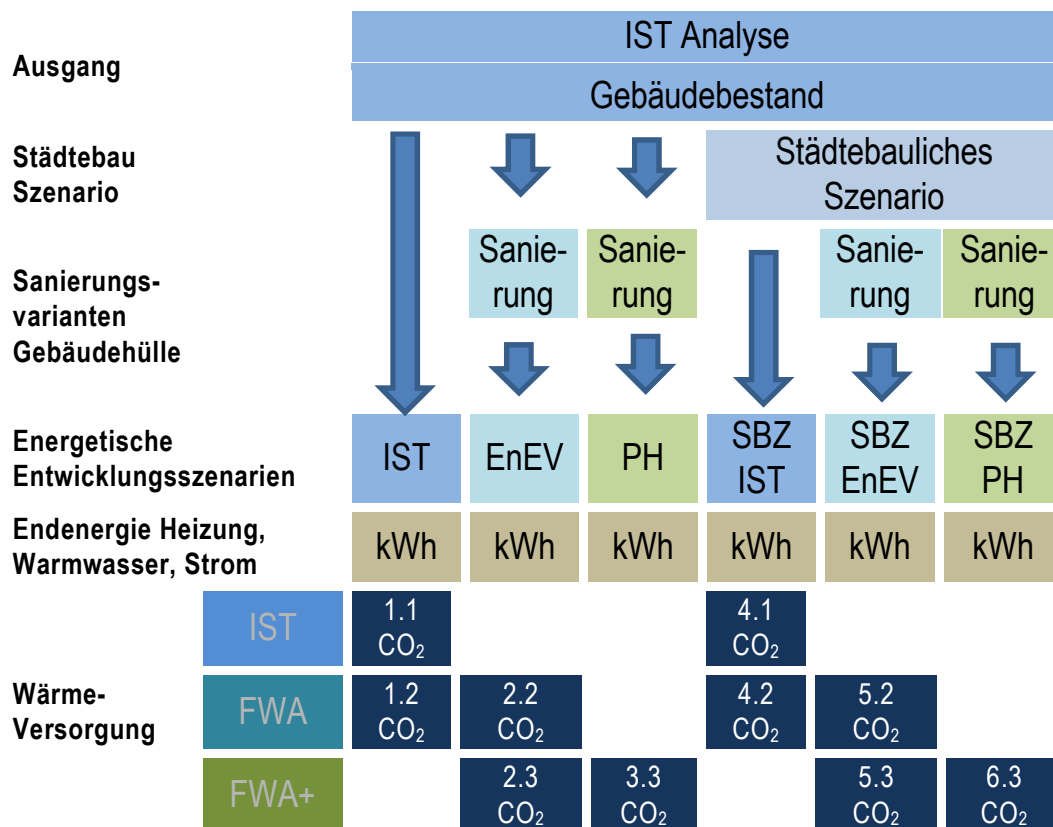 IST Analyse
Ausgang
Gebäudebestand
Städtebau
Szenario
Städtebauliches
Szenario
Sanierungs-
varianten
Gebäudehülle
Sanie-
rung
Sanie-
rung
Sanie-
rung
Sanie-
rung
Energetische
Entwicklungsszenarien
IST
EnEV
PH
SBZ
IST
SBZ
EnEV
SBZ
PH
Endenergie Heizung,
Warmwasser, Strom
kWh
kWh
kWh
kWh
kWh
kWh
Wärme-
Versorgung
IST
1.1
CO₂
4.1
CO₂
FWA
1.2
CO₂
2.2
CO₂
4.2
CO₂
5.2
CO₂
FWA+
2.3
CO₂
3.3
CO₂
5.3
CO₂
6.3
CO₂